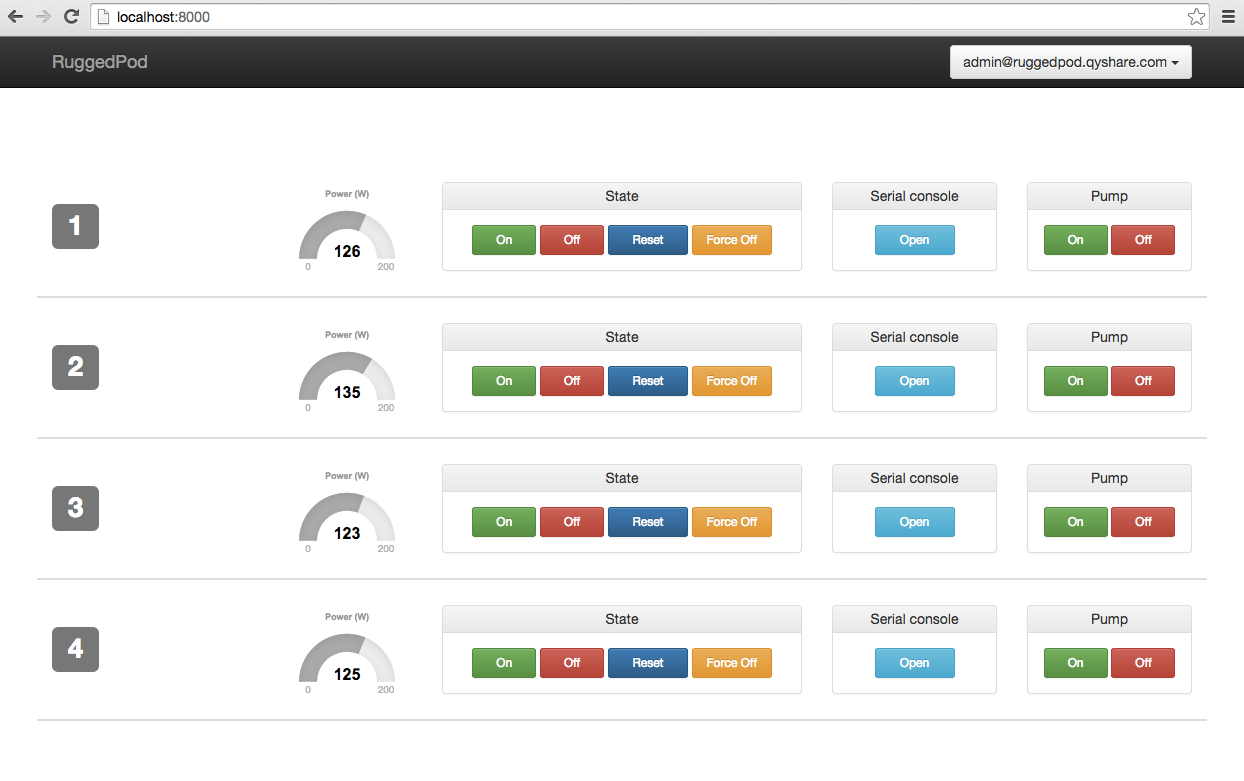 localhost:8000
RuggedPod admin@ruggedpod.qyshare.com
Power (W) State Serial console Pump
1 126 On Off Reset Force Off Open On Off
0 200
Power (W) State Serial console Pump
2 135 On Off Reset Force Off Open On Off
0 200
Power (W) State Serial console Pump
3 123 On Off Reset Force Off Open On Off
0 200
Power (W) State Serial console Pump
4 125 On Off Reset Force Off Open On Off
0 200